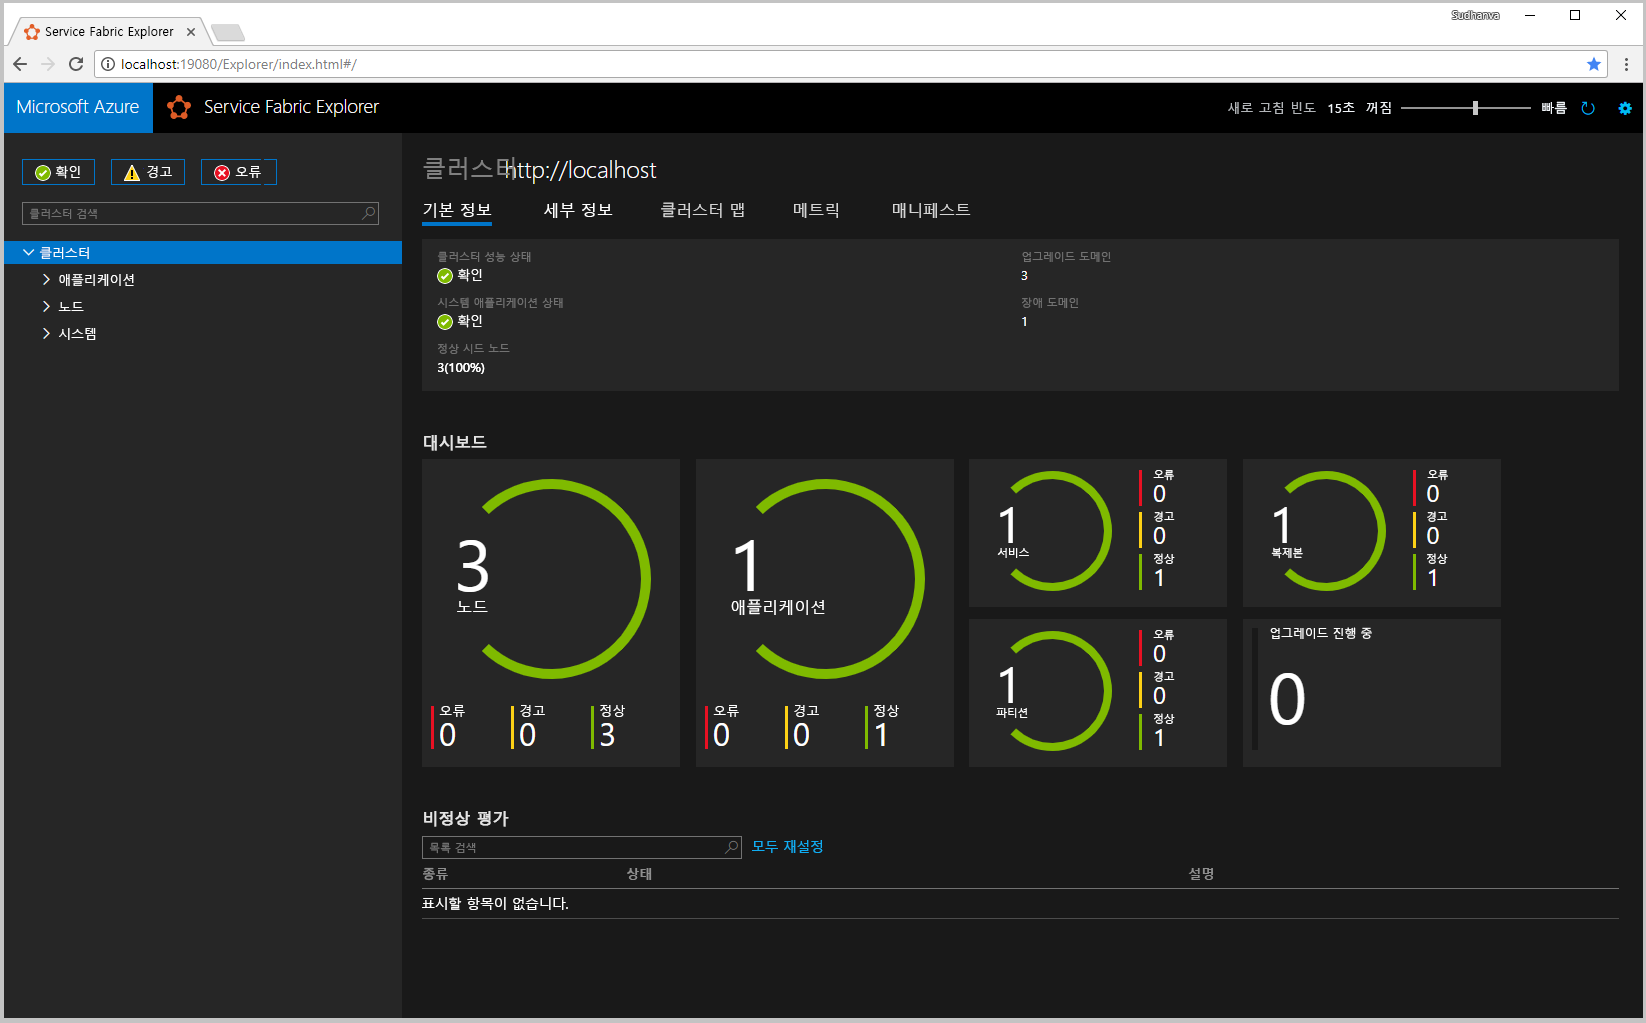 Sudhanva
Service Fabric Explorer
localhost:19080/Explorer/index.html#/
Microsoft Azure
Service Fabric Explorer
새로 고침 빈도 15초 꺼짐 빠름
확인 경고 오류
클러스터 검색
클러스터
애플리케이션
노드
시스템
클러스터 http://localhost
기본 정보 세부 정보 클러스터 맵 메트릭 매니페스트
클러스터 성능 상태
확인
시스템 애플리케이션 상태
확인
정상 시드 노드
3(100%)
업그레이드 도메인
3
장애 도메인
1
대시보드
3
노드
오류 경고 정상
0 0 3
1
애플리케이션
오류 경고 정상
0 0 1
1
서비스
오류
0
경고
0
정상
1
1
복제본
오류
0
경고
0
정상
1
1
파티션
오류
0
경고
0
정상
1
업그레이드 진행 중
0
비정상 평가
목록 검색 모두 재설정
종류 상태 설명
표시할 항목이 없습니다.